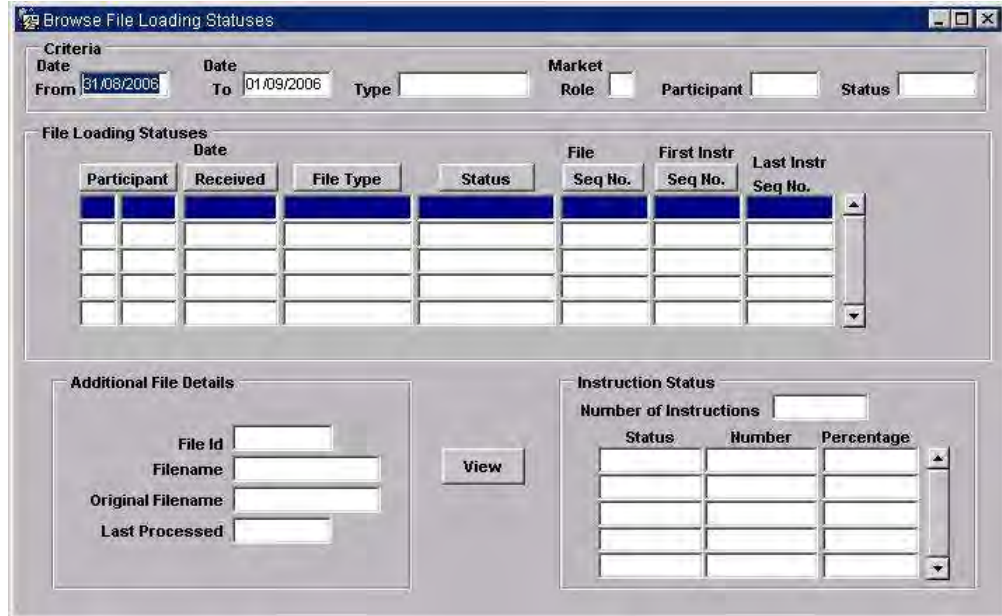 Browse File Loading Statuses
Criteria
Date From 31/08/2006 Date To 01/09/2006 Type Market Role Participant Status
File Loading Statuses
Participant Date Received File Type Status File Seq No. First Instr Seq No. Last Instr Seq No.
Additional File Details
File Id
Filename
Original Filename
Last Processed
View
Instruction Status
Number of Instructions
Status Number Percentage